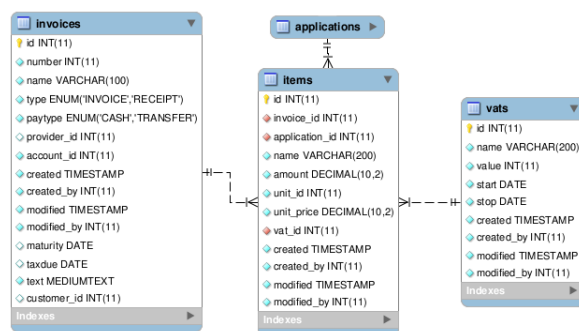 invoices
id INT(11)
number INT(11)
name VARCHAR(100)
type ENUM('INVOICE','RECEIPT')
paytype ENUM('CASH','TRANSFER')
provider_id INT(11)
account_id INT(11)
created TIMESTAMP
created_by INT(11)
modified TIMESTAMP
modified_by INT(11)
maturity DATE
taxdue DATE
text MEDIUMTEXT
customer_id INT(11)
Indexes
applications
items
id INT(11)
invoice_id INT(11)
application_id INT(11)
name VARCHAR(200)
amount DECIMAL(10,2)
unit_id INT(11)
unit_price DECIMAL(10,2)
vat_id INT(11)
created TIMESTAMP
created_by INT(11)
modified TIMESTAMP
modified_by INT(11)
Indexes
vats
id INT(11)
name VARCHAR(200)
value INT(11)
start DATE
stop DATE
created TIMESTAMP
created_by INT(11)
modified TIMESTAMP
modified_by INT(11)
Indexes